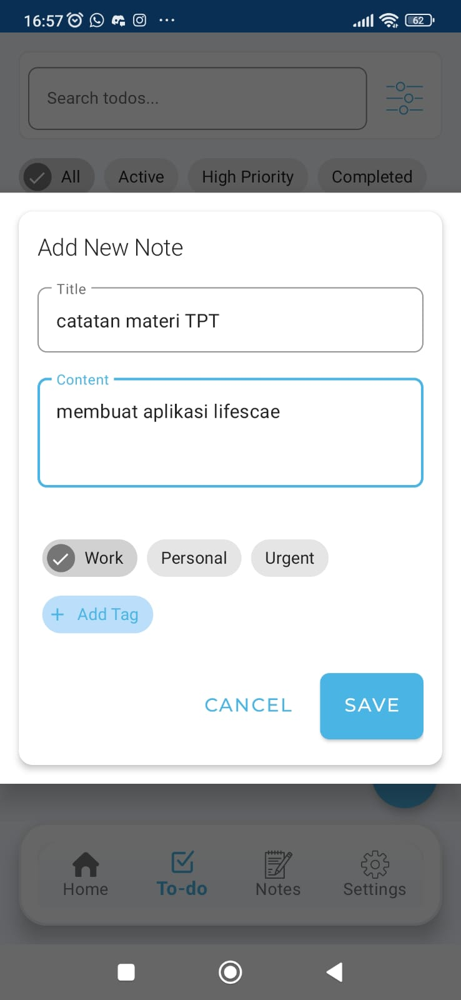 16:57
62
Search todos...
All Active High Priority Completed
Add New Note
Title
catatan materi TPT
Content
membuat aplikasi lifescae
Work Personal Urgent
+ Add Tag
CANCEL SAVE
Home To-do Notes Settings